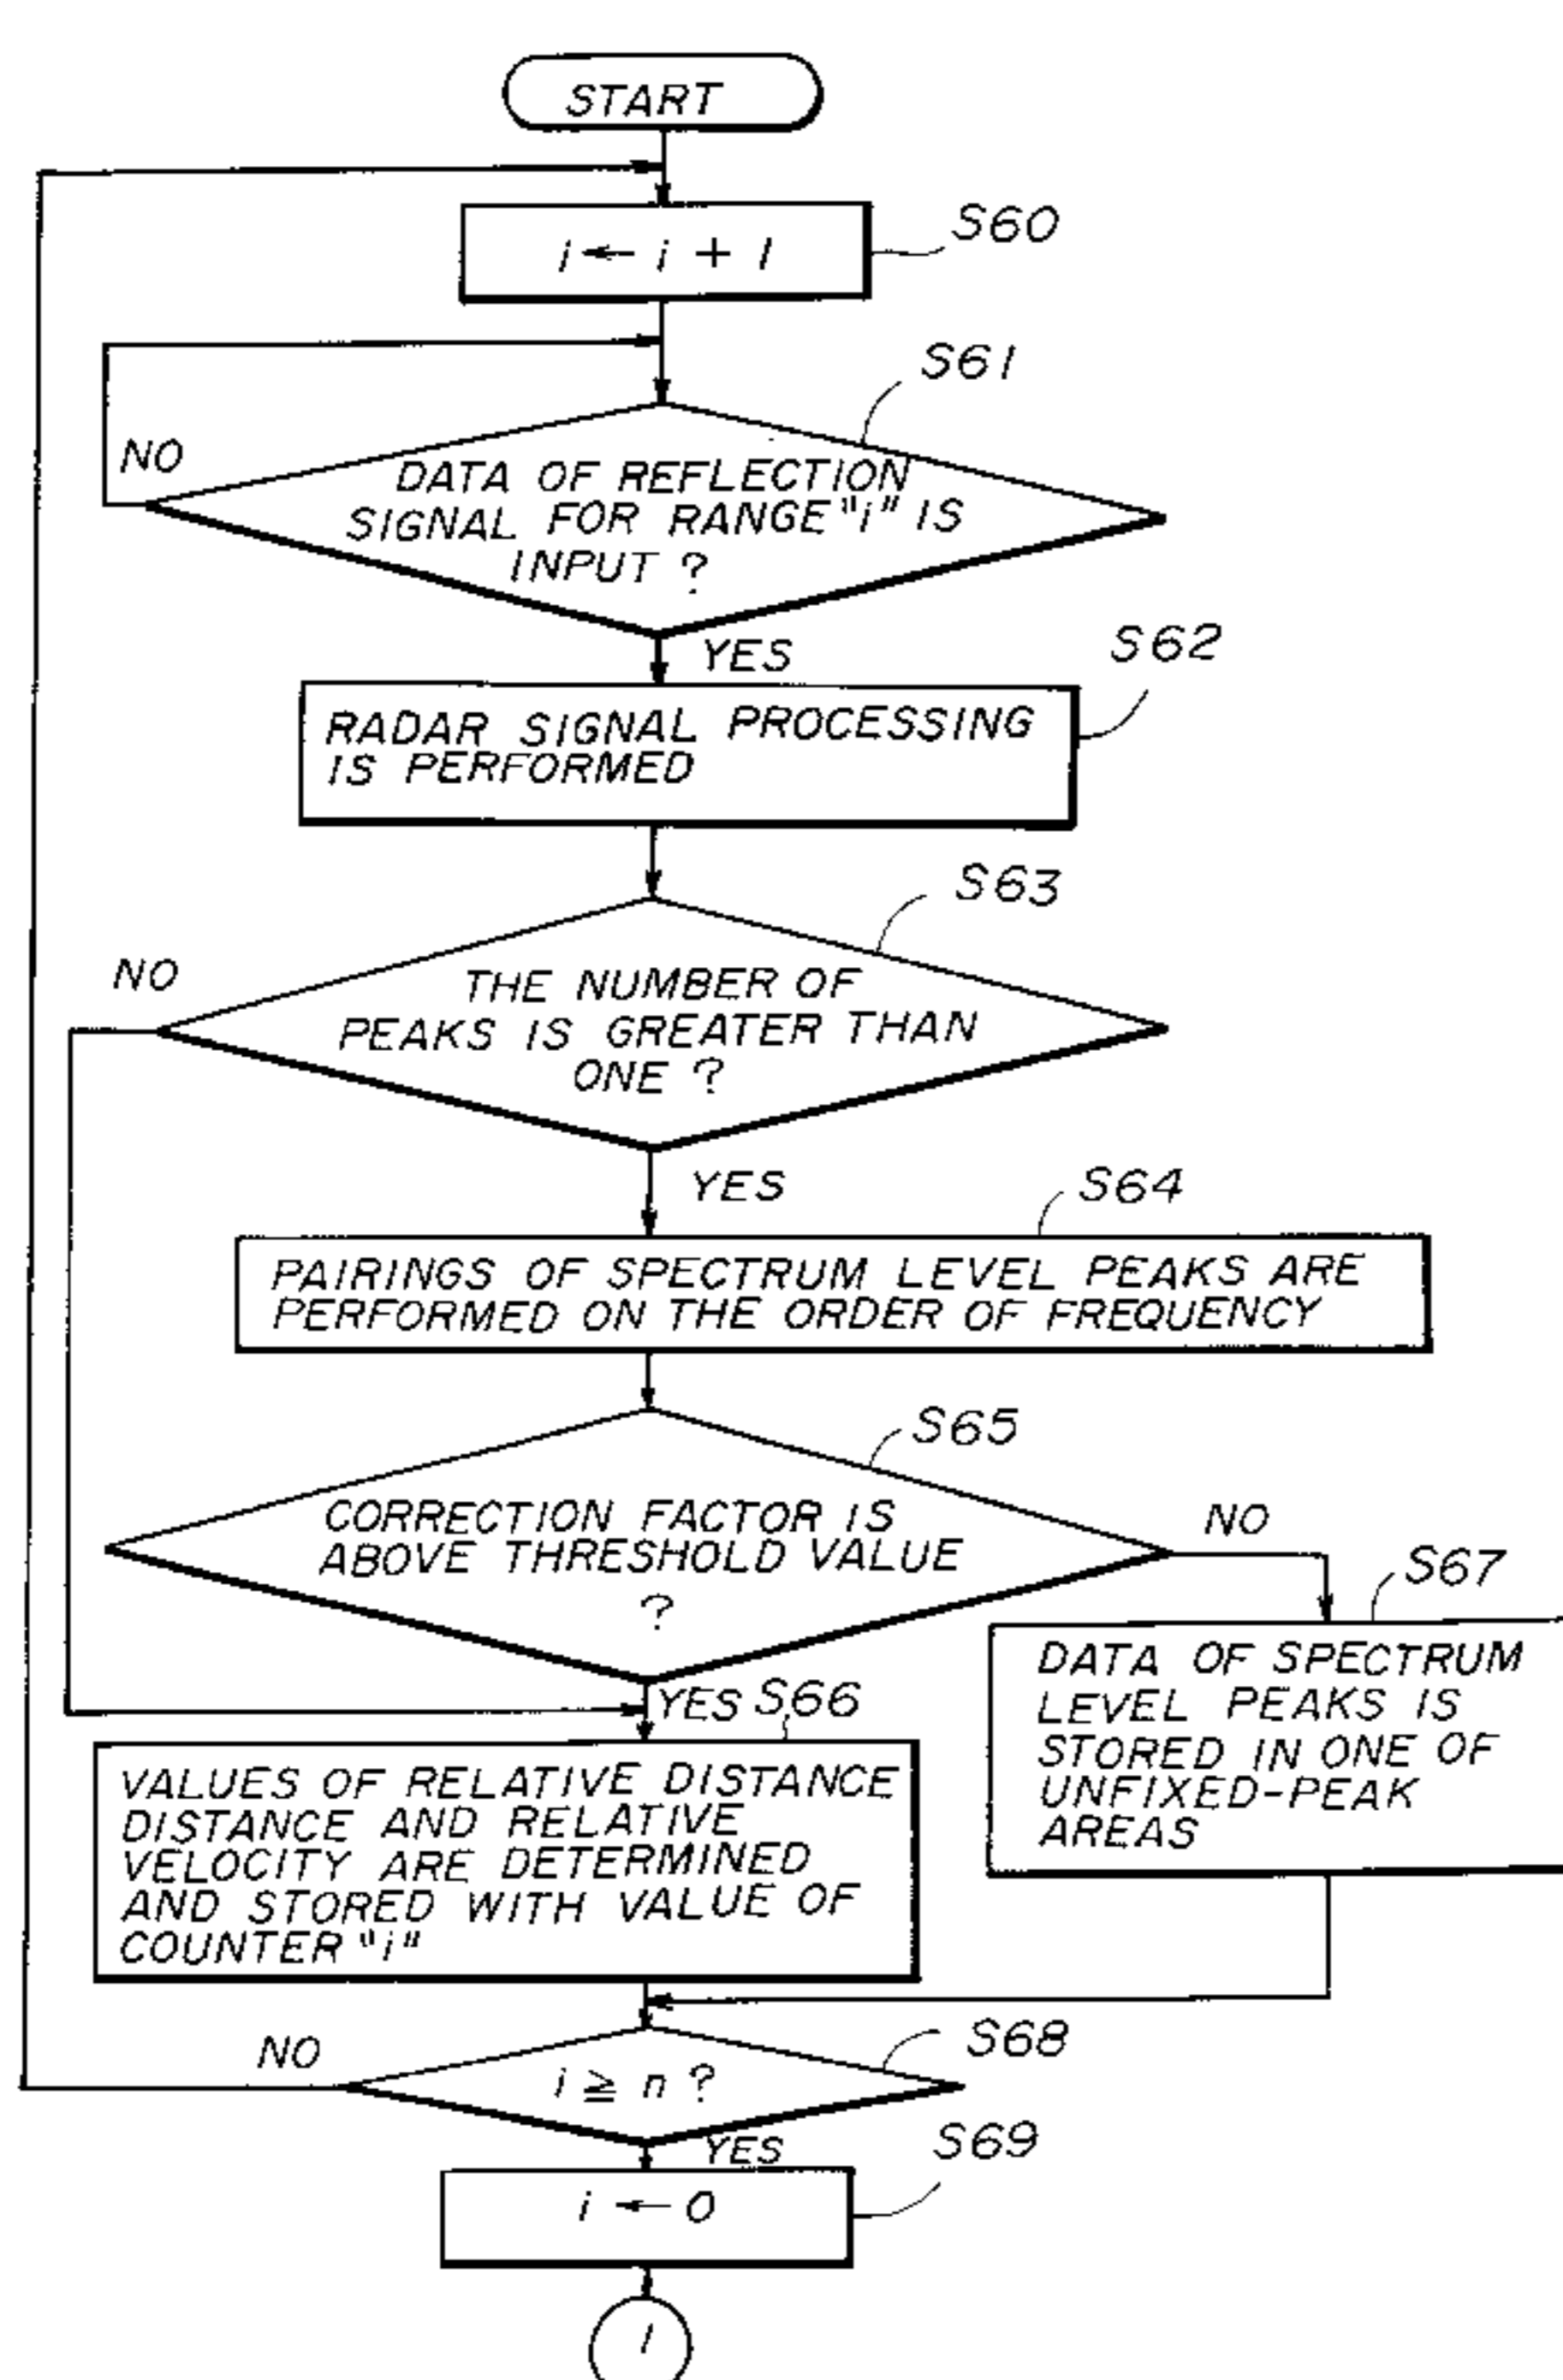 START
i ← i + 1
S60
S61
NO
DATA OF REFLECTION
SIGNAL FOR RANGE "i" IS
INPUT ?
YES
S62
RADAR SIGNAL PROCESSING
IS PERFORMED
S63
NO
THE NUMBER OF
PEAKS IS GREATER THAN
ONE ?
YES
S64
PAIRINGS OF SPECTRUM LEVEL PEAKS ARE
PERFORMED ON THE ORDER OF FREQUENCY
S65
CORRECTION FACTOR IS
ABOVE THRESHOLD VALUE
?
NO
S67
DATA OF SPECTRUM
LEVEL PEAKS IS
STORED IN ONE OF
UNFIXED-PEAK
AREAS
YES
S66
VALUES OF RELATIVE DISTANCE
DISTANCE AND RELATIVE
VELOCITY ARE DETERMINED
AND STORED WITH VALUE OF
COUNTER "i"
NO
S68
i ≧ n ?
YES
S69
i ← 0
1